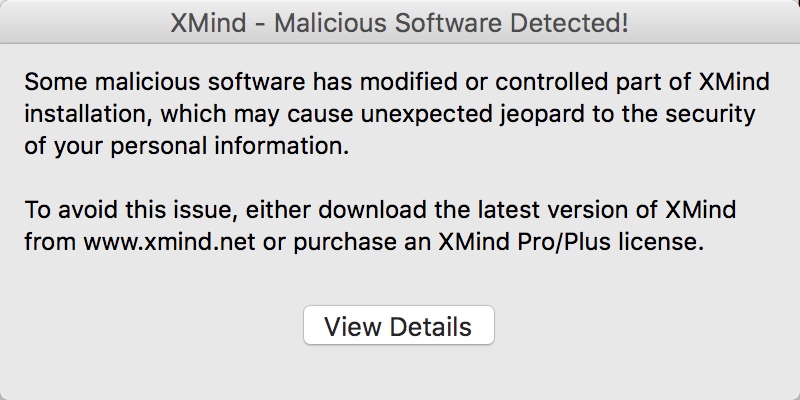 XMind - Malicious Software Detected!
Some malicious software has modified or controlled part of XMind
installation, which may cause unexpected jeopard to the security
of your personal information.
To avoid this issue, either download the latest version of XMind
from www.xmind.net or purchase an XMind Pro/Plus license.
View Details